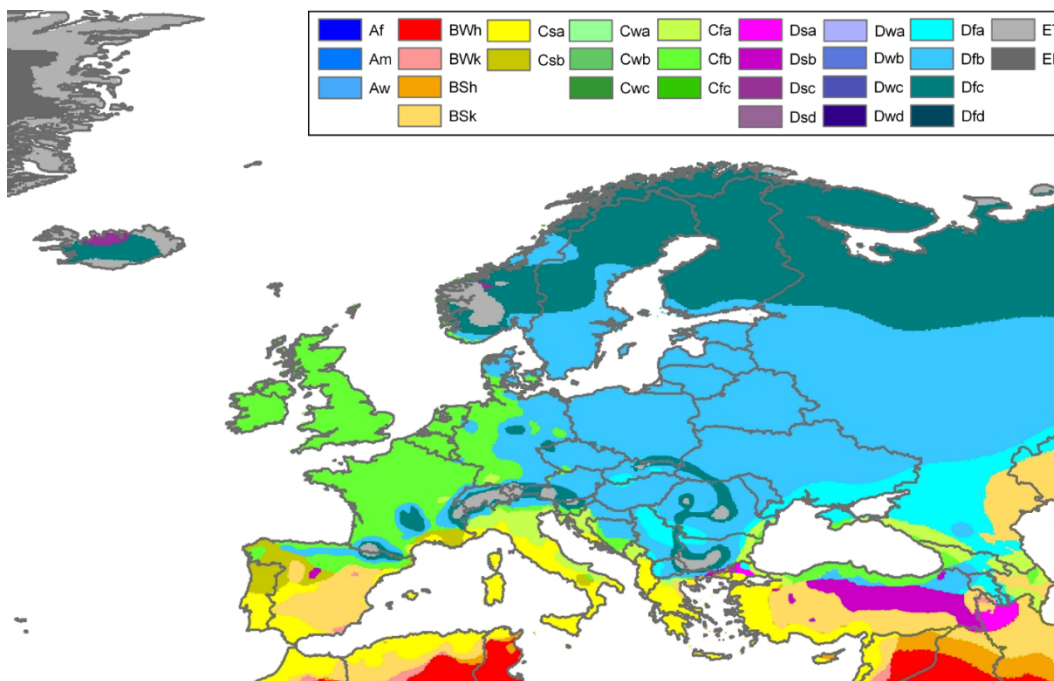 Af BWh Csa Cwa Cfa Dsa Dwa Dfa
Am BWk Csb Cwb Cfb Dsb Dwb Dfb
Aw BSh Cwc Cfc Dsc Dwc Dfc
BSk Dsd Dwd Dfd